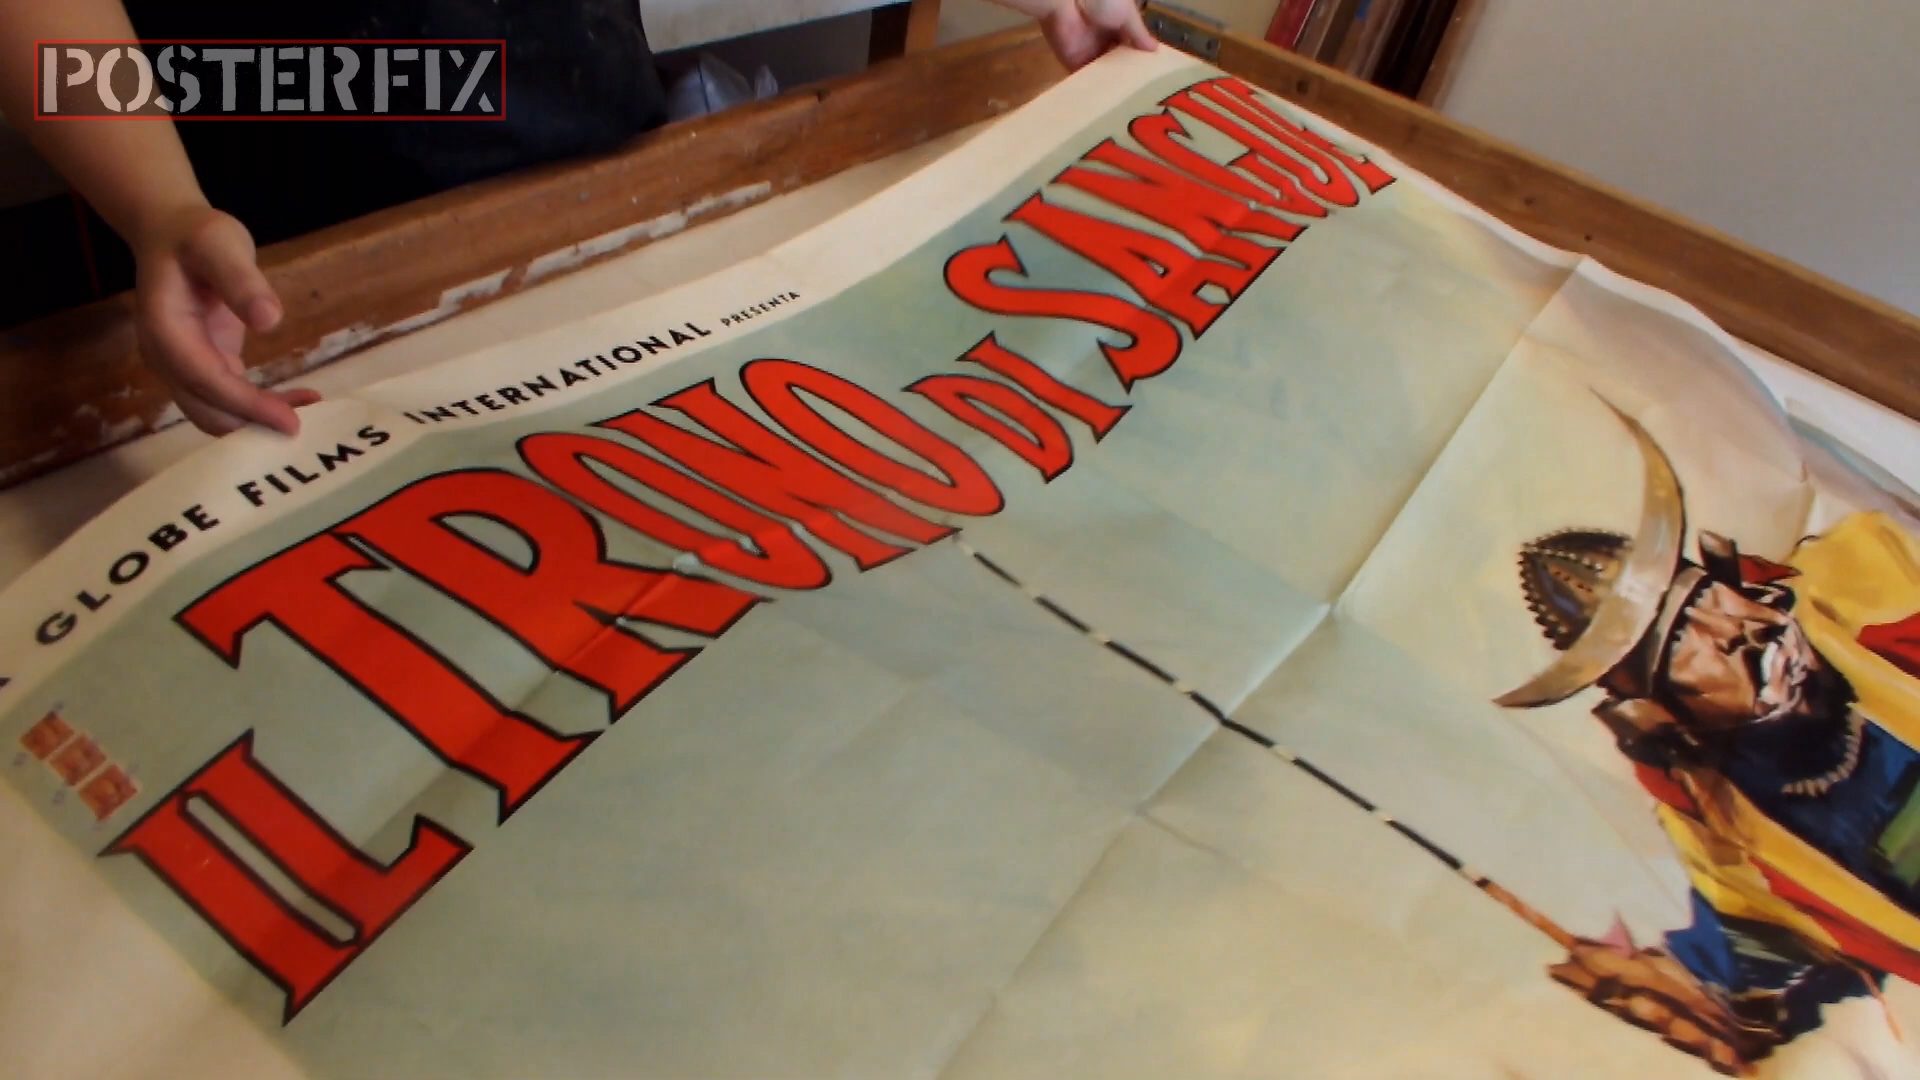 POSTERFIX
GLOBE FILMS INTERNATIONAL PRESENTA
IL TRONO DI SANGUE